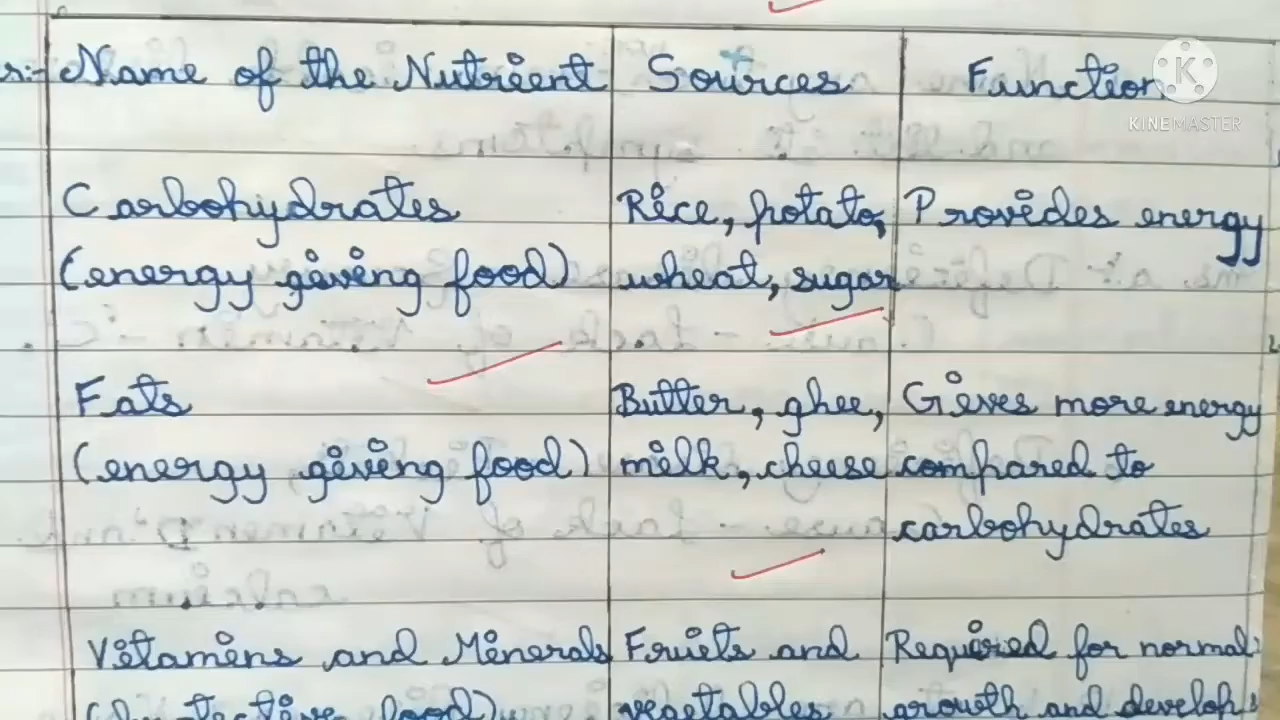 Name of the Nutrient Sources Function
KINEMASTER
Carbohydrates Rice, potato, Provides energy
(energy giving food) wheat, sugar
Fats Butter, ghee, Gives more energy
(energy giving food) milk, cheese compared to
carbohydrates
Vitamins and Minerals Fruits and Required for normal
food) vegetables growth and develop